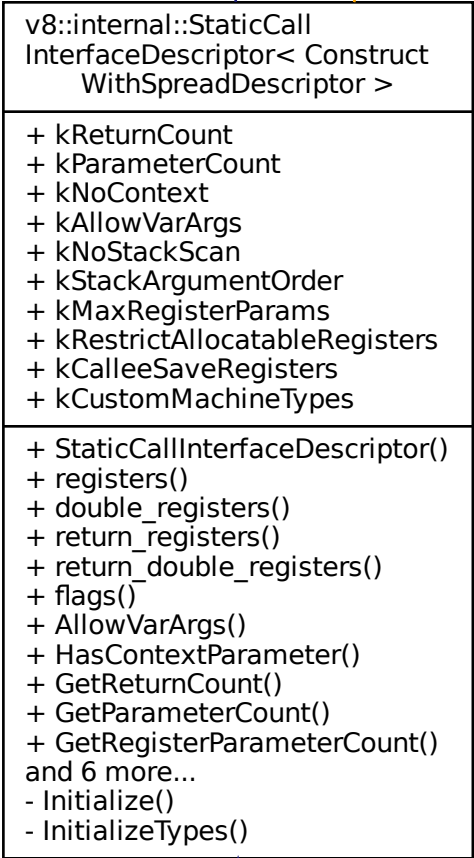 v8::internal::StaticCall
InterfaceDescriptor< Construct
WithSpreadDescriptor >
+ kReturnCount
+ kParameterCount
+ kNoContext
+ kAllowVarArgs
+ kNoStackScan
+ kStackArgumentOrder
+ kMaxRegisterParams
+ kRestrictAllocatableRegisters
+ kCalleeSaveRegisters
+ kCustomMachineTypes
+ StaticCallInterfaceDescriptor()
+ registers()
+ double_registers()
+ return_registers()
+ return_double_registers()
+ flags()
+ AllowVarArgs()
+ HasContextParameter()
+ GetReturnCount()
+ GetParameterCount()
+ GetRegisterParameterCount()
and 6 more...
- Initialize()
- InitializeTypes()